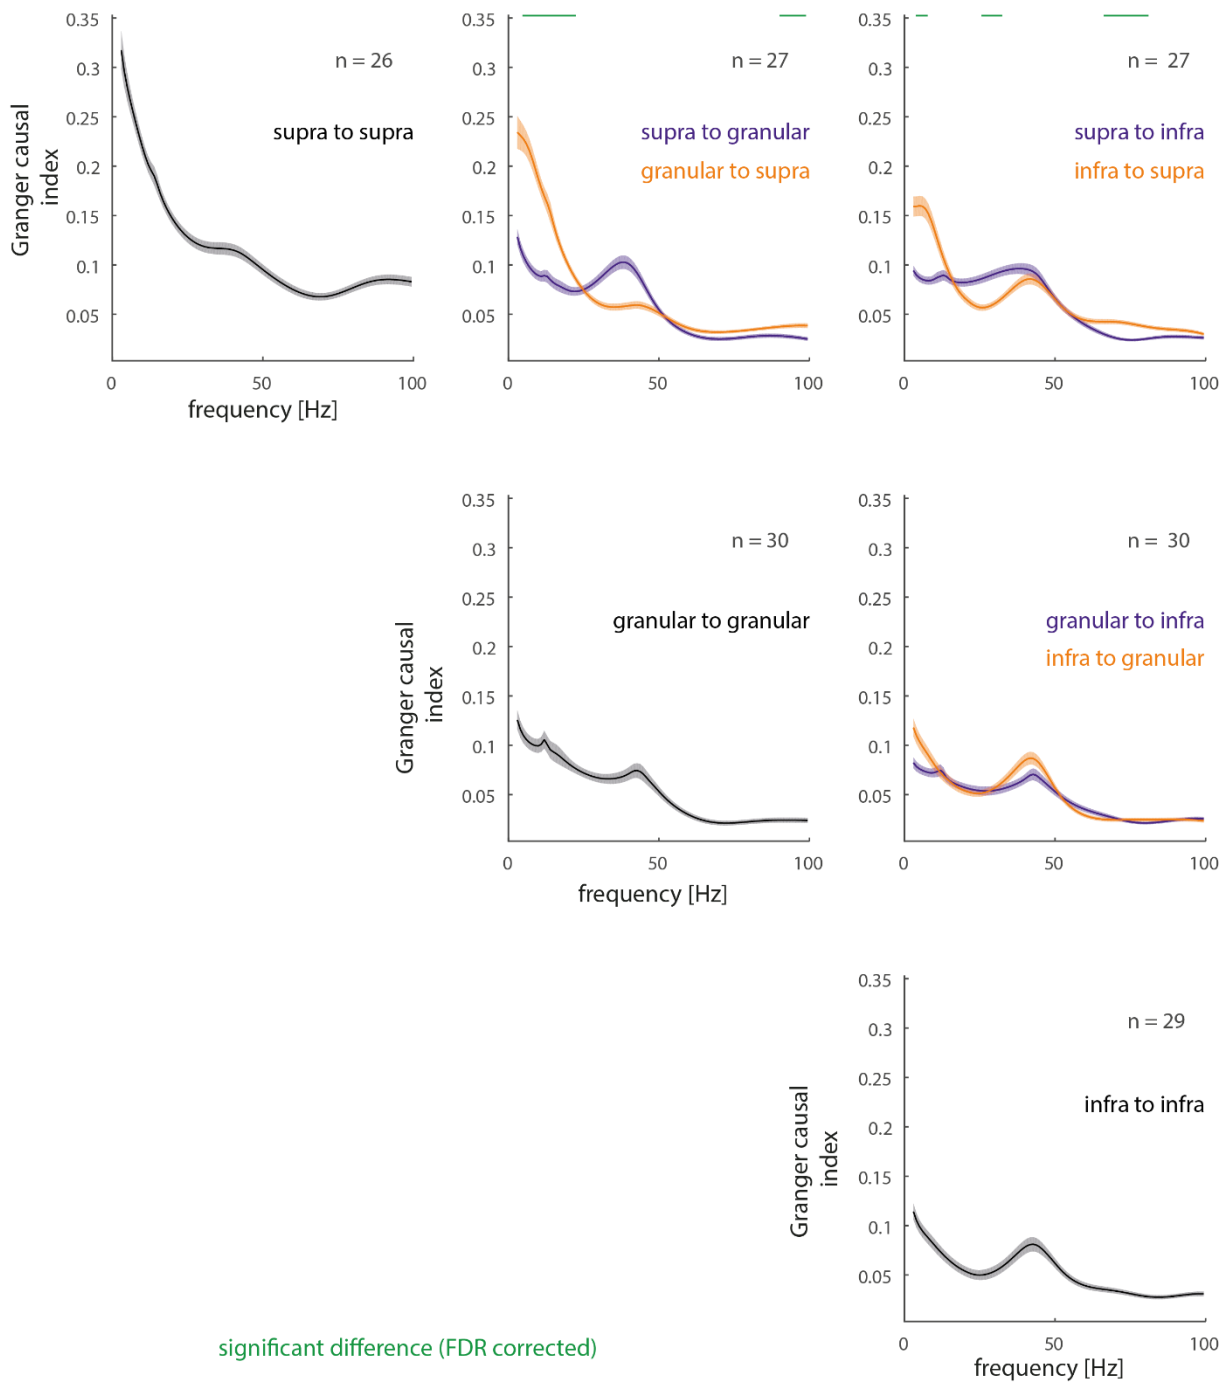 0.35
0.3
0.25
0.2
0.15
0.1
0.05
0
50
100
Granger causal
index
frequency [Hz]
n = 26
supra to supra
0.35
0.3
0.25
0.2
0.15
0.1
0.05
0
50
100
n = 27
supra to granular
granular to supra
0.35
0.3
0.25
0.2
0.15
0.1
0.05
0
50
100
n = 27
supra to infra
infra to supra
0.35
0.3
0.25
0.2
0.15
0.1
0.05
0
50
100
Granger causal
index
frequency [Hz]
n = 30
granular to granular
0.35
0.3
0.25
0.2
0.15
0.1
0.05
0
50
100
n = 30
granular to infra
infra to granular
0.35
0.3
0.25
0.2
0.15
0.1
0.05
0
50
100
Granger causal
index
frequency [Hz]
n = 29
infra to infra
significant difference (FDR corrected)